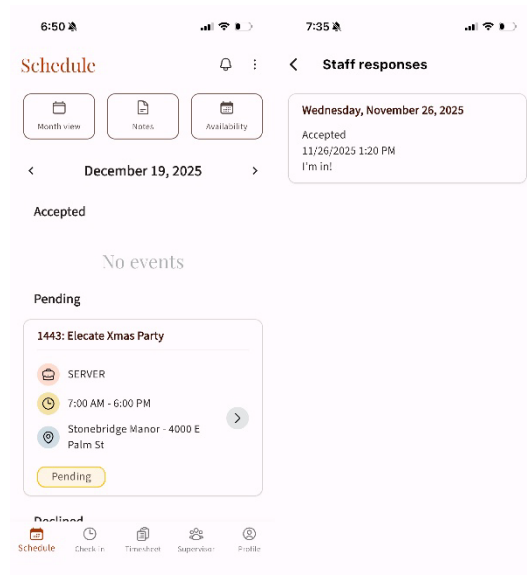 6:50
Schedule
Month view
Notes
Availability
December 19, 2025
Accepted
No events
Pending
1443: Elecate Xmas Party
SERVER
7:00 AM - 6:00 PM
Stonebridge Manor - 4000 E
Palm St
Pending
Declined
Schedule
Check in
Timesheet
Supervisor
Profile
7:35
Staff responses
Wednesday, November 26, 2025
Accepted
11/26/2025 1:20 PM
I'm in!